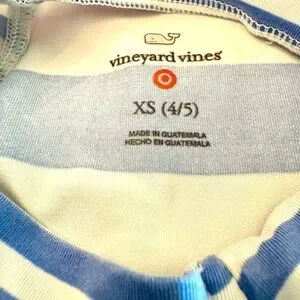 vineyard vines®
XS (4/5)
MADE IN GUATEMALA
HECHO EN GUATEMALA